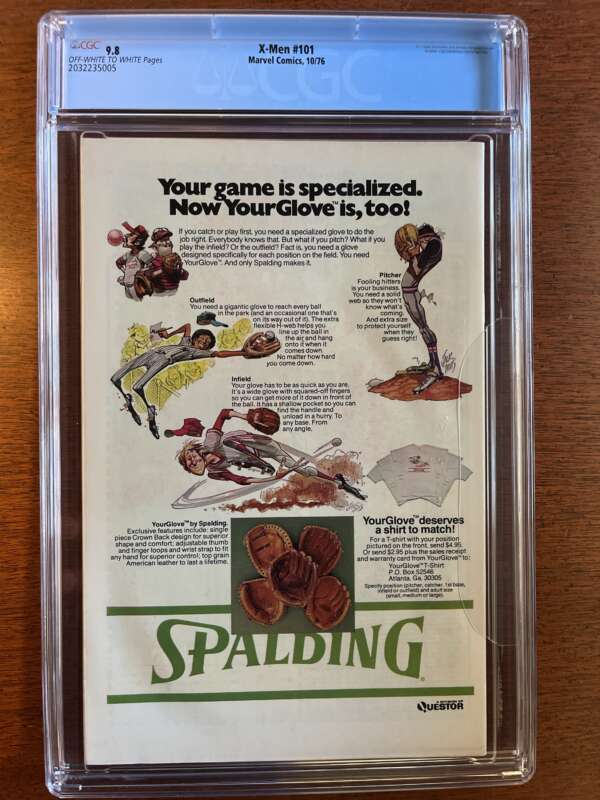 CGC 9.8
OFF-WHITE TO WHITE Pages
2032235005
X-Men #101
Marvel Comics, 10/76
CGC
Your game is specialized.
Now YourGlove™ is, too!
If you catch or play first, you need a specialized glove to do the
job right. Everybody knows that. But what if you pitch? What if you
play the infield? Or the outfield? Fact is, you need a glove
designed specifically for each position on the field. You need
YourGlove™. And only Spalding makes it.
Pitcher
Fooling hitters
is your business.
You need a solid
web so they won't
know what's
coming.
And extra size
to protect yourself
when they
guess right!
Outfield
You need a gigantic glove to reach every ball
in the park (and an occasional one that's
on its way out of it). The extra
flexible H-web helps you
line up the ball in
the air and hang
onto it when it
comes down.
No matter how hard
you come down.
Infield
Your glove has to be as quick as you are.
It's a wide glove with squared-off fingers
so you can get more of it down in front of
the ball. It has a shallow pocket so you can
find the handle and
unload in a hurry. To
any base. From
any angle.
YourGlove™ by Spalding.
Exclusive features include: single
piece Crown Back design for superior
shape and comfort; adjustable thumb
and finger loops and wrist strap to fit
any hand for superior control; top grain
American leather to last a lifetime.
YourGlove™ deserves
a shirt to match!
For a T-shirt with your position
pictured on the front, send $4.95.
Or send $2.95 plus the sales receipt
and warranty card from YourGlove™ to:
YourGlove™ T-Shirt
P.O. Box 52546
Atlanta, Ga. 30305
Specify position (pitcher, catcher, 1st base,
infield or outfield) and adult size
(small, medium or large).
SPALDING®
A DIVISION OF
QUESTOR